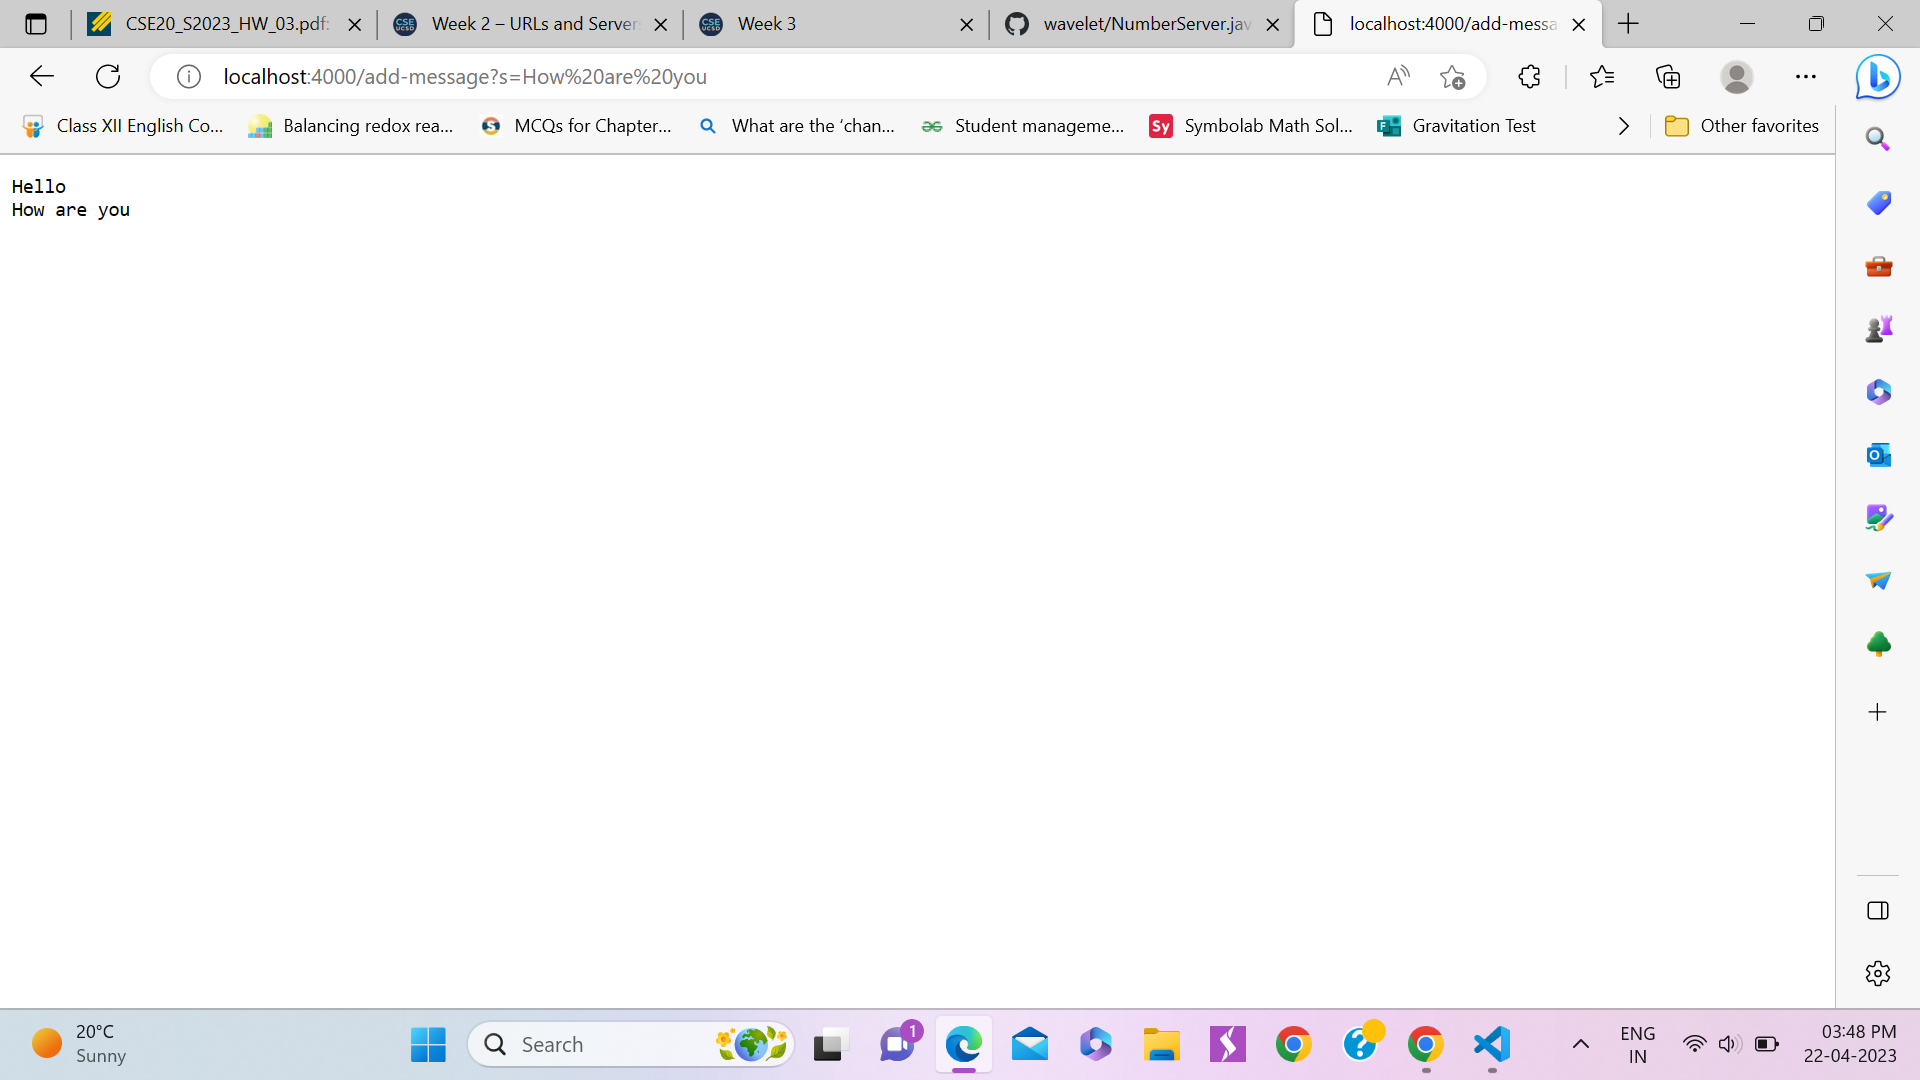 CSE20_S2023_HW_03.pdf:
Week 2 – URLs and Server
Week 3
wavelet/NumberServer.jav
localhost:4000/add-messa
localhost:4000/add-message?s=How%20are%20you
Class XII English Co...
Balancing redox rea...
MCQs for Chapter...
What are the ‘chan...
Student manageme...
Sy
Symbolab Math Sol...
Gravitation Test
Other favorites
Hello
How are you
20°C
Sunny
Search
1
ENG
IN
03:48 PM
22-04-2023